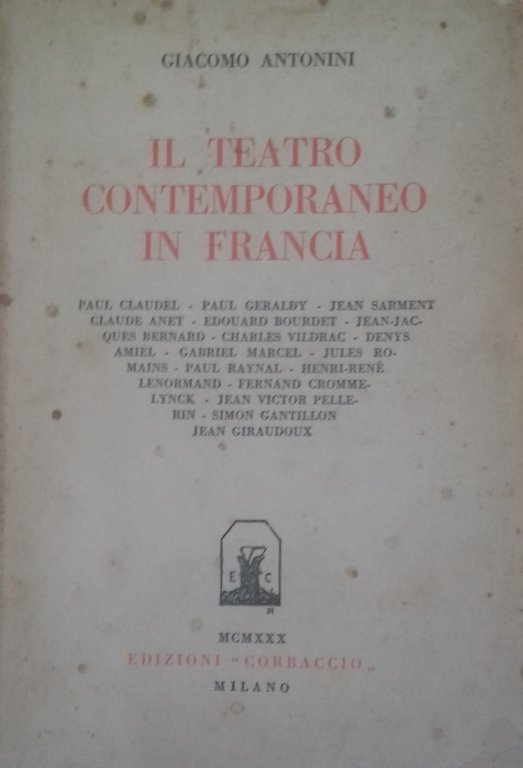 GIACOMO ANTONINI
IL TEATRO
CONTEMPORANEO
IN FRANCIA
PAUL CLAUDEL - PAUL GERALDY - JEAN SARMENT
CLAUDE ANET - EDOUARD BOURDET - JEAN-JAC-
QUES BERNARD - CHARLES VILDRAC - DENYS
AMIEL - GABRIEL MARCEL - JULES RO-
MAINS - PAUL RAYNAL - HENRI-RENÉ
LENORMAND - FERNAND CROMME-
LYNCK - JEAN VICTOR PELLE-
RIN - SIMON GANTILLON
JEAN GIRAUDOUX
E C
Я
MCMXXX
EDIZIONI "CORBACCIO„
MILANO